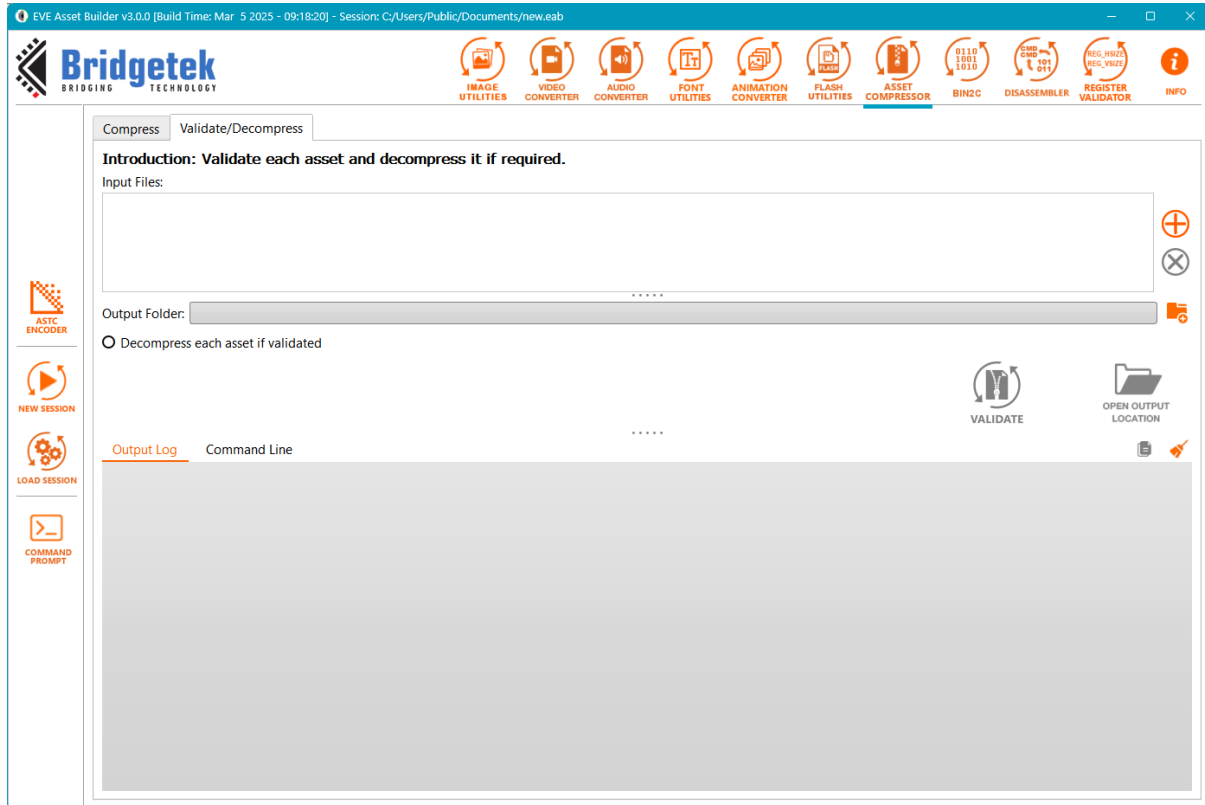 EVE Asset Builder v3.0.0 [Build Time: Mar 5 2025 - 09:18:20] - Session: C:/Users/Public/Documents/new.eab
Bridgetek
BRIDGING TECHNOLOGY
IMAGE
UTILITIES
VIDEO
CONVERTER
AUDIO
CONVERTER
Tt
FONT
UTILITIES
ANIMATION
CONVERTER
FLASH
FLASH
UTILITIES
ASSET
COMPRESSOR
0110
1001
1010
BIN2C
CMD
CMD
101
011
DISASSEMBLER
REG_HSIZE
REG_VSIZE
REGISTER
VALIDATOR
i
INFO
Compress
Validate/Decompress
Introduction: Validate each asset and decompress it if required.
Input Files:
Output Folder:
Decompress each asset if validated
VALIDATE
OPEN OUTPUT
LOCATION
Output Log
Command Line
ASTC
ENCODER
NEW SESSION
LOAD SESSION
COMMAND
PROMPT